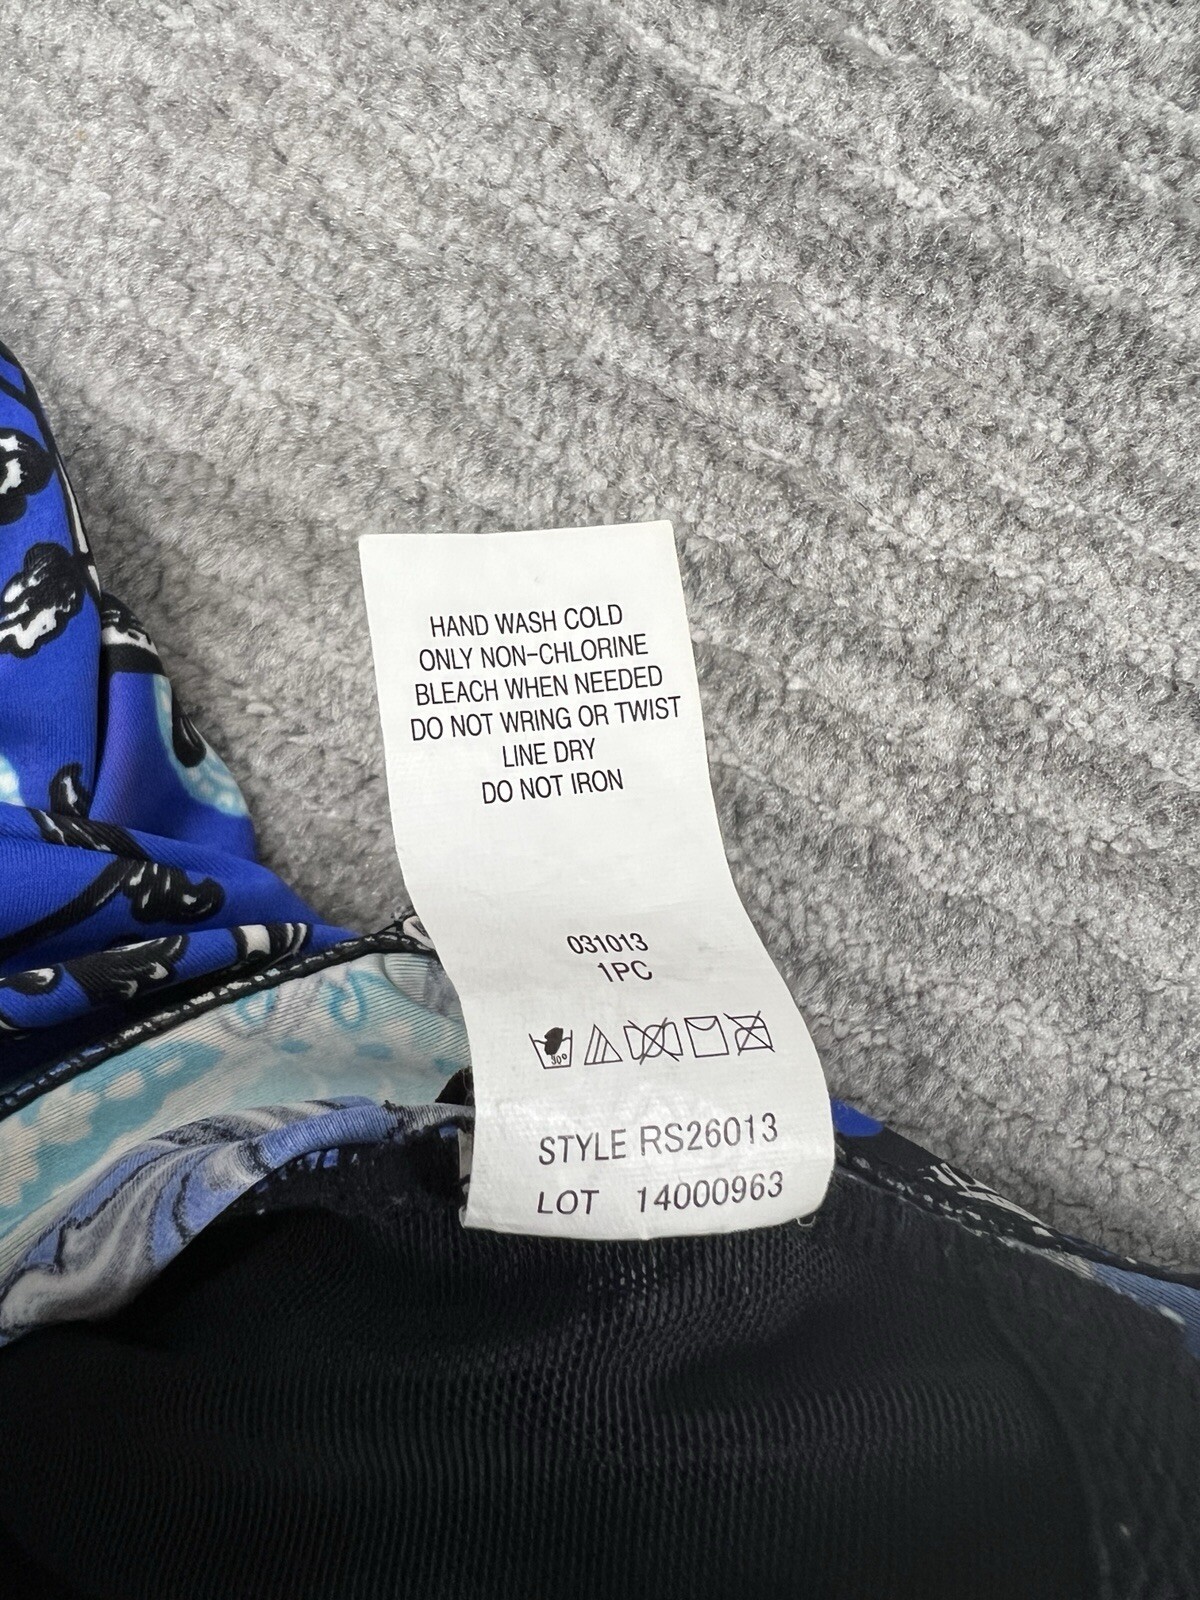 HAND WASH COLD
ONLY NON-CHLORINE
BLEACH WHEN NEEDED
DO NOT WRING OR TWIST
LINE DRY
DO NOT IRON
031013
1PC
30°
STYLE RS26013
LOT 14000963